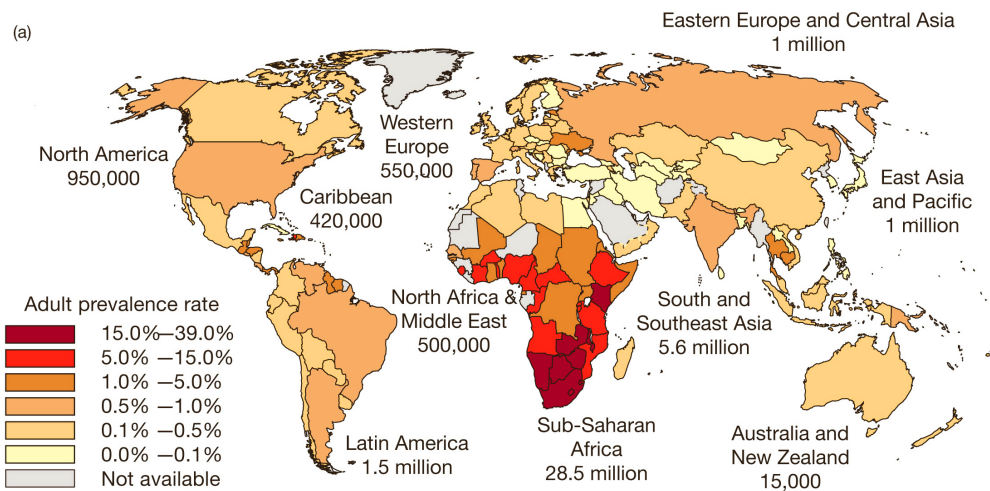 (a)
Eastern Europe and Central Asia
1 million
Western
Europe
550,000
North America
950,000
Caribbean
420,000
East Asia
and Pacific
1 million
North Africa &
Middle East
500,000
South and
Southeast Asia
5.6 million
Adult prevalence rate
15.0%–39.0%
5.0% –15.0%
1.0% –5.0%
0.5% –1.0%
0.1% –0.5%
0.0% –0.1%
Not available
Latin America
1.5 million
Sub-Saharan
Africa
28.5 million
Australia and
New Zealand
15,000